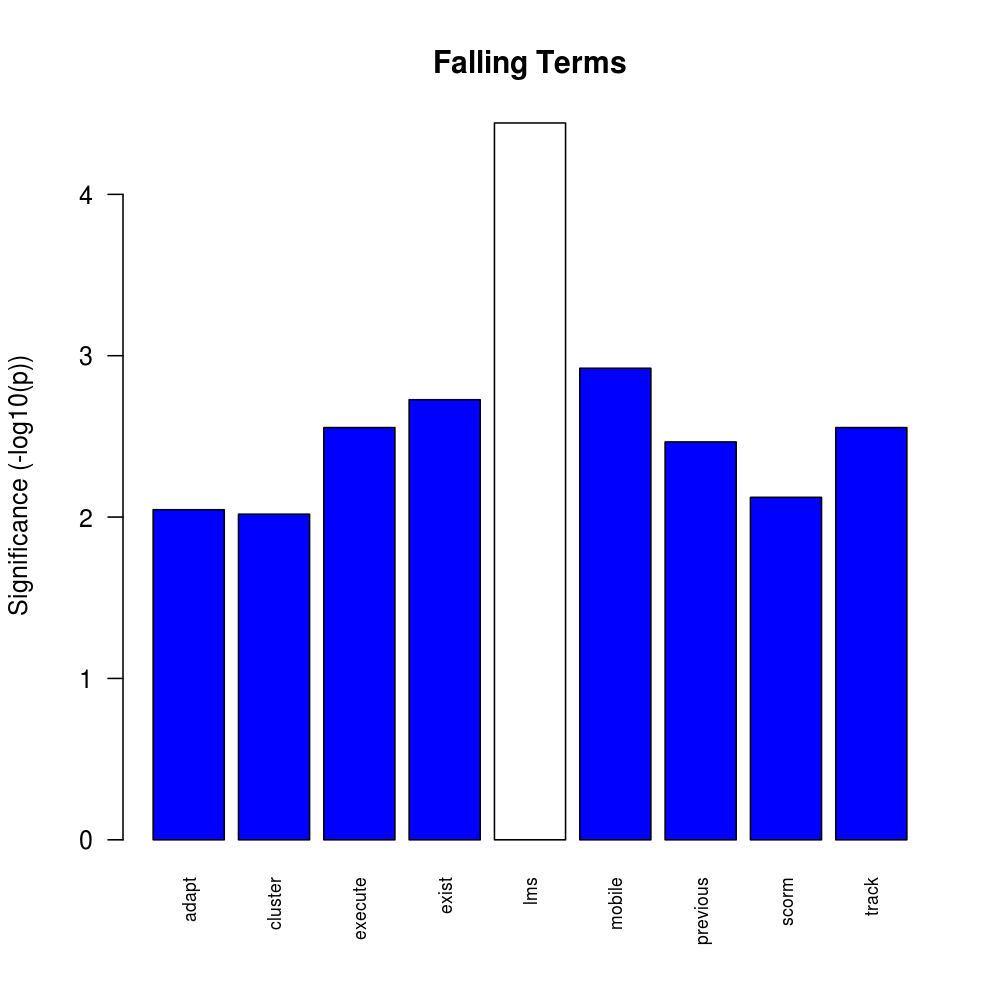 Falling Terms
Significance (-log10(p))
4
3
2
1
0
adapt
cluster
execute
exist
lms
mobile
previous
scorm
track